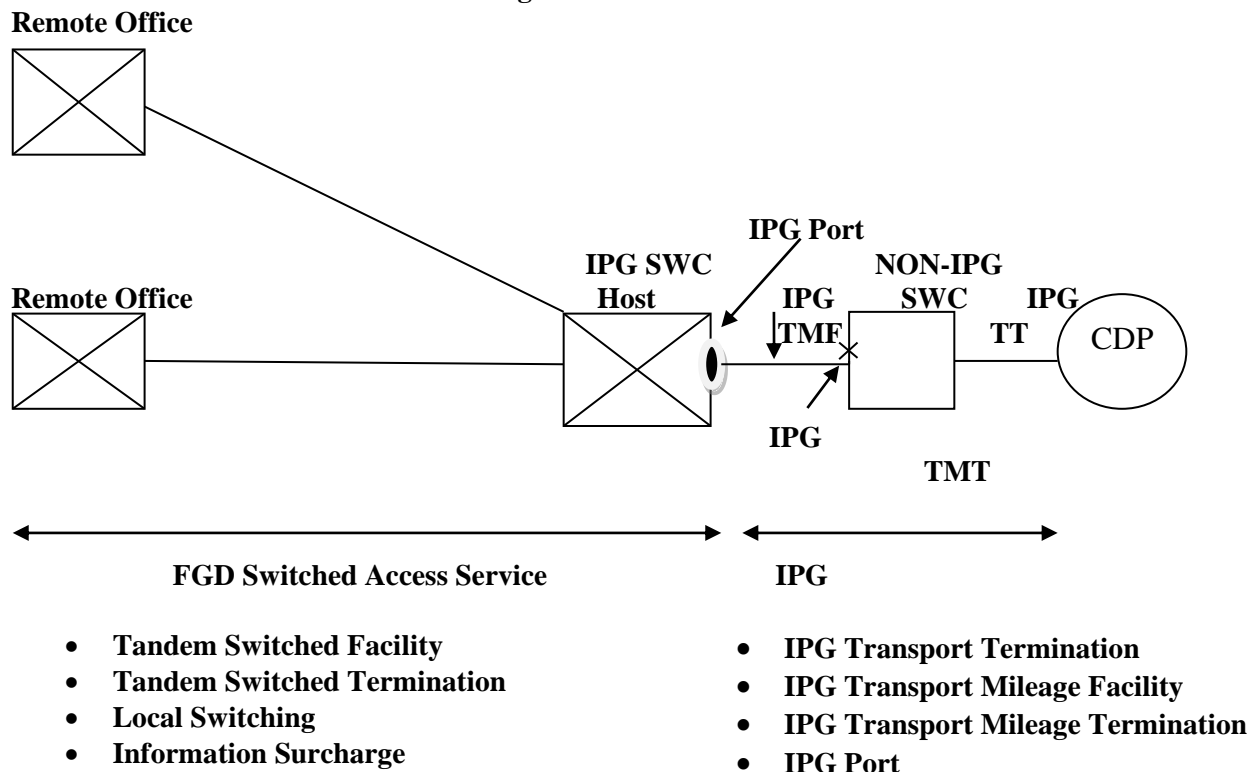 Remote Office
IPG Port
IPG SWC
Host
NON-IPG
SWC
Remote Office
IPG
TMF
IPG
TT
CDP
IPG
TMT
FGD Switched Access Service
IPG
• Tandem Switched Facility
• Tandem Switched Termination
• Local Switching
• Information Surcharge
• IPG Transport Termination
• IPG Transport Mileage Facility
• IPG Transport Mileage Termination
• IPG Port